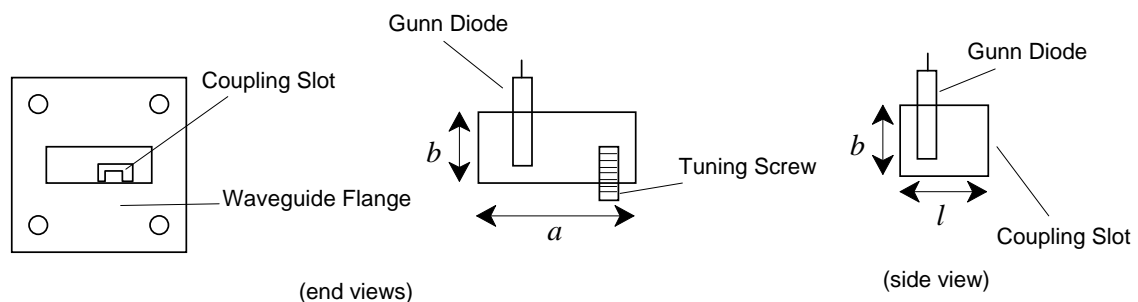 Gunn Diode
Coupling Slot
Waveguide Flange
b
Tuning Screw
a
(end views)
Gunn Diode
b
l
Coupling Slot
(side view)